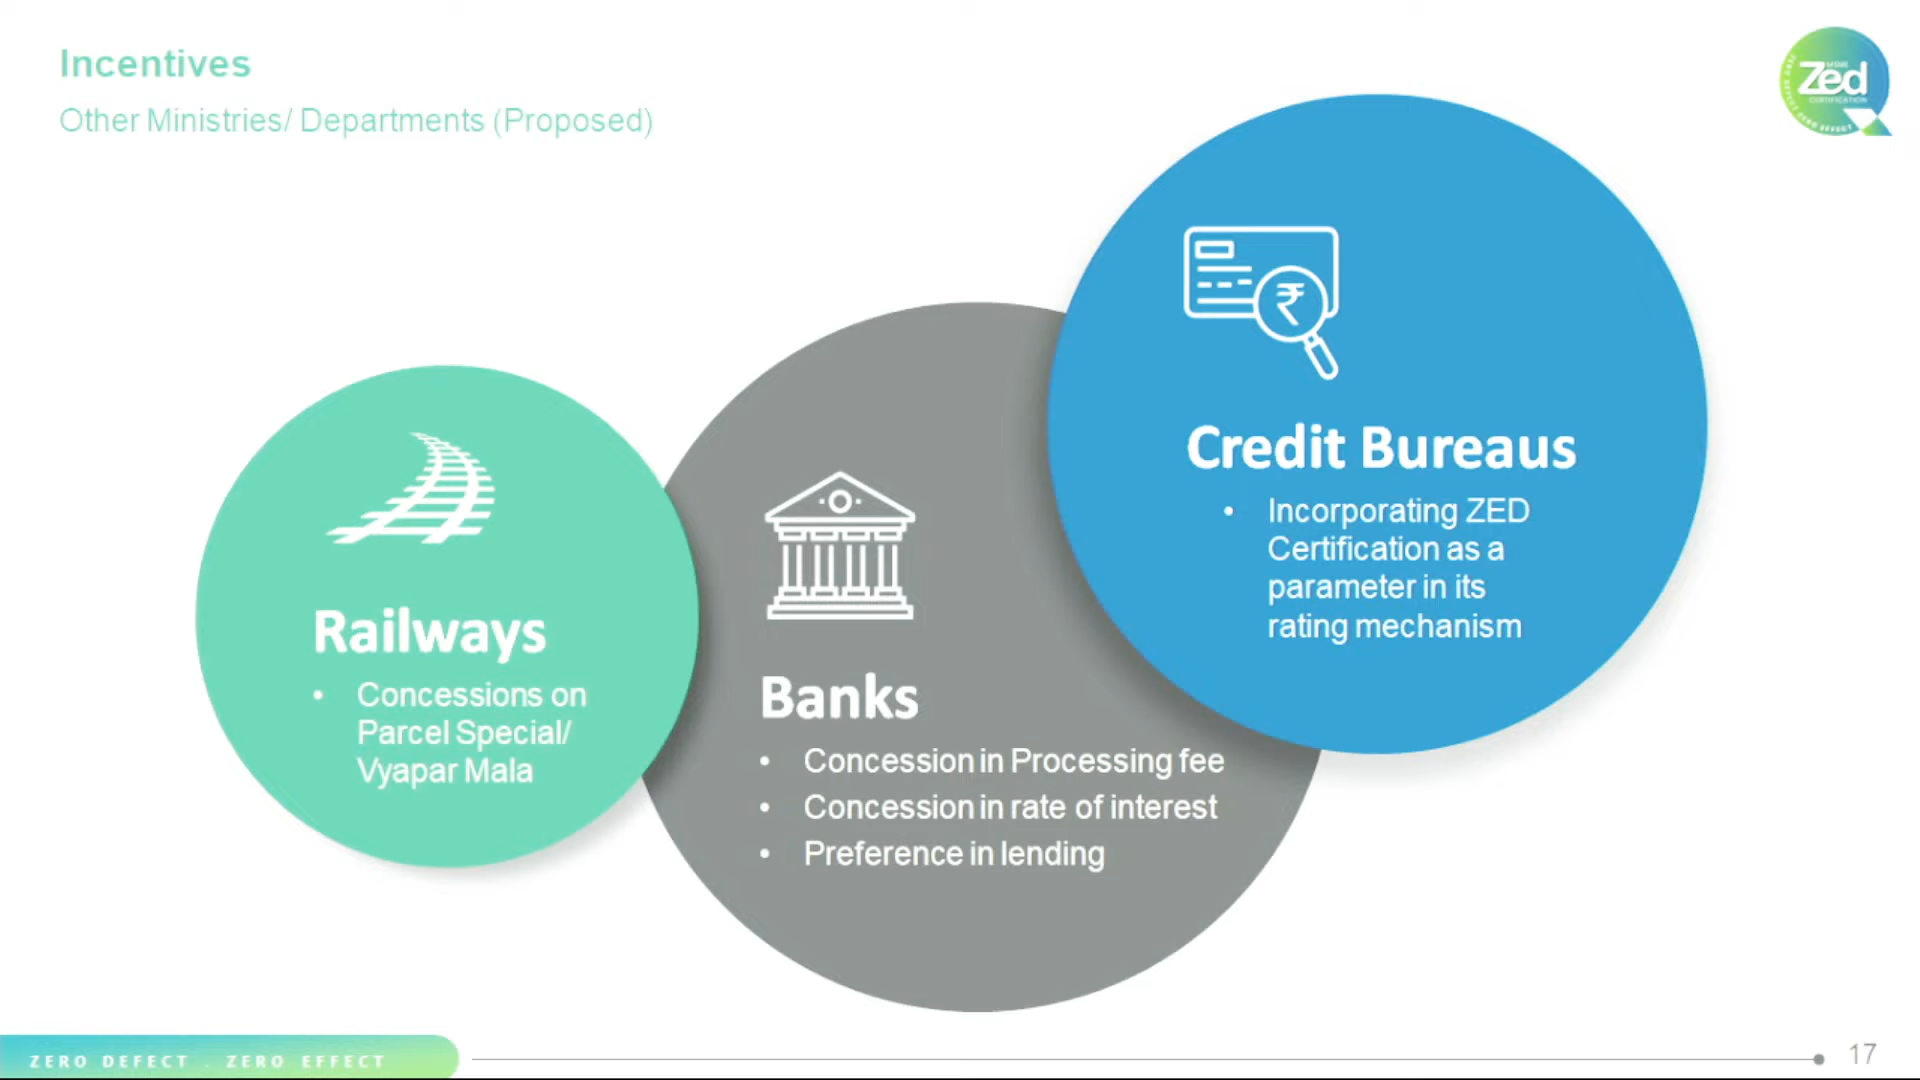 Incentives
Other Ministries/ Departments (Proposed)
MSME
Zed
CERTIFICATION
Railways
• Concessions on
Parcel Special/
Vyapar Mala
₹
Banks
• Concession in Processing fee
• Concession in rate of interest
• Preference in lending
Credit Bureaus
• Incorporating ZED
Certification as a
parameter in its
rating mechanism
ZERO DEFECT . ZERO EFFECT
17